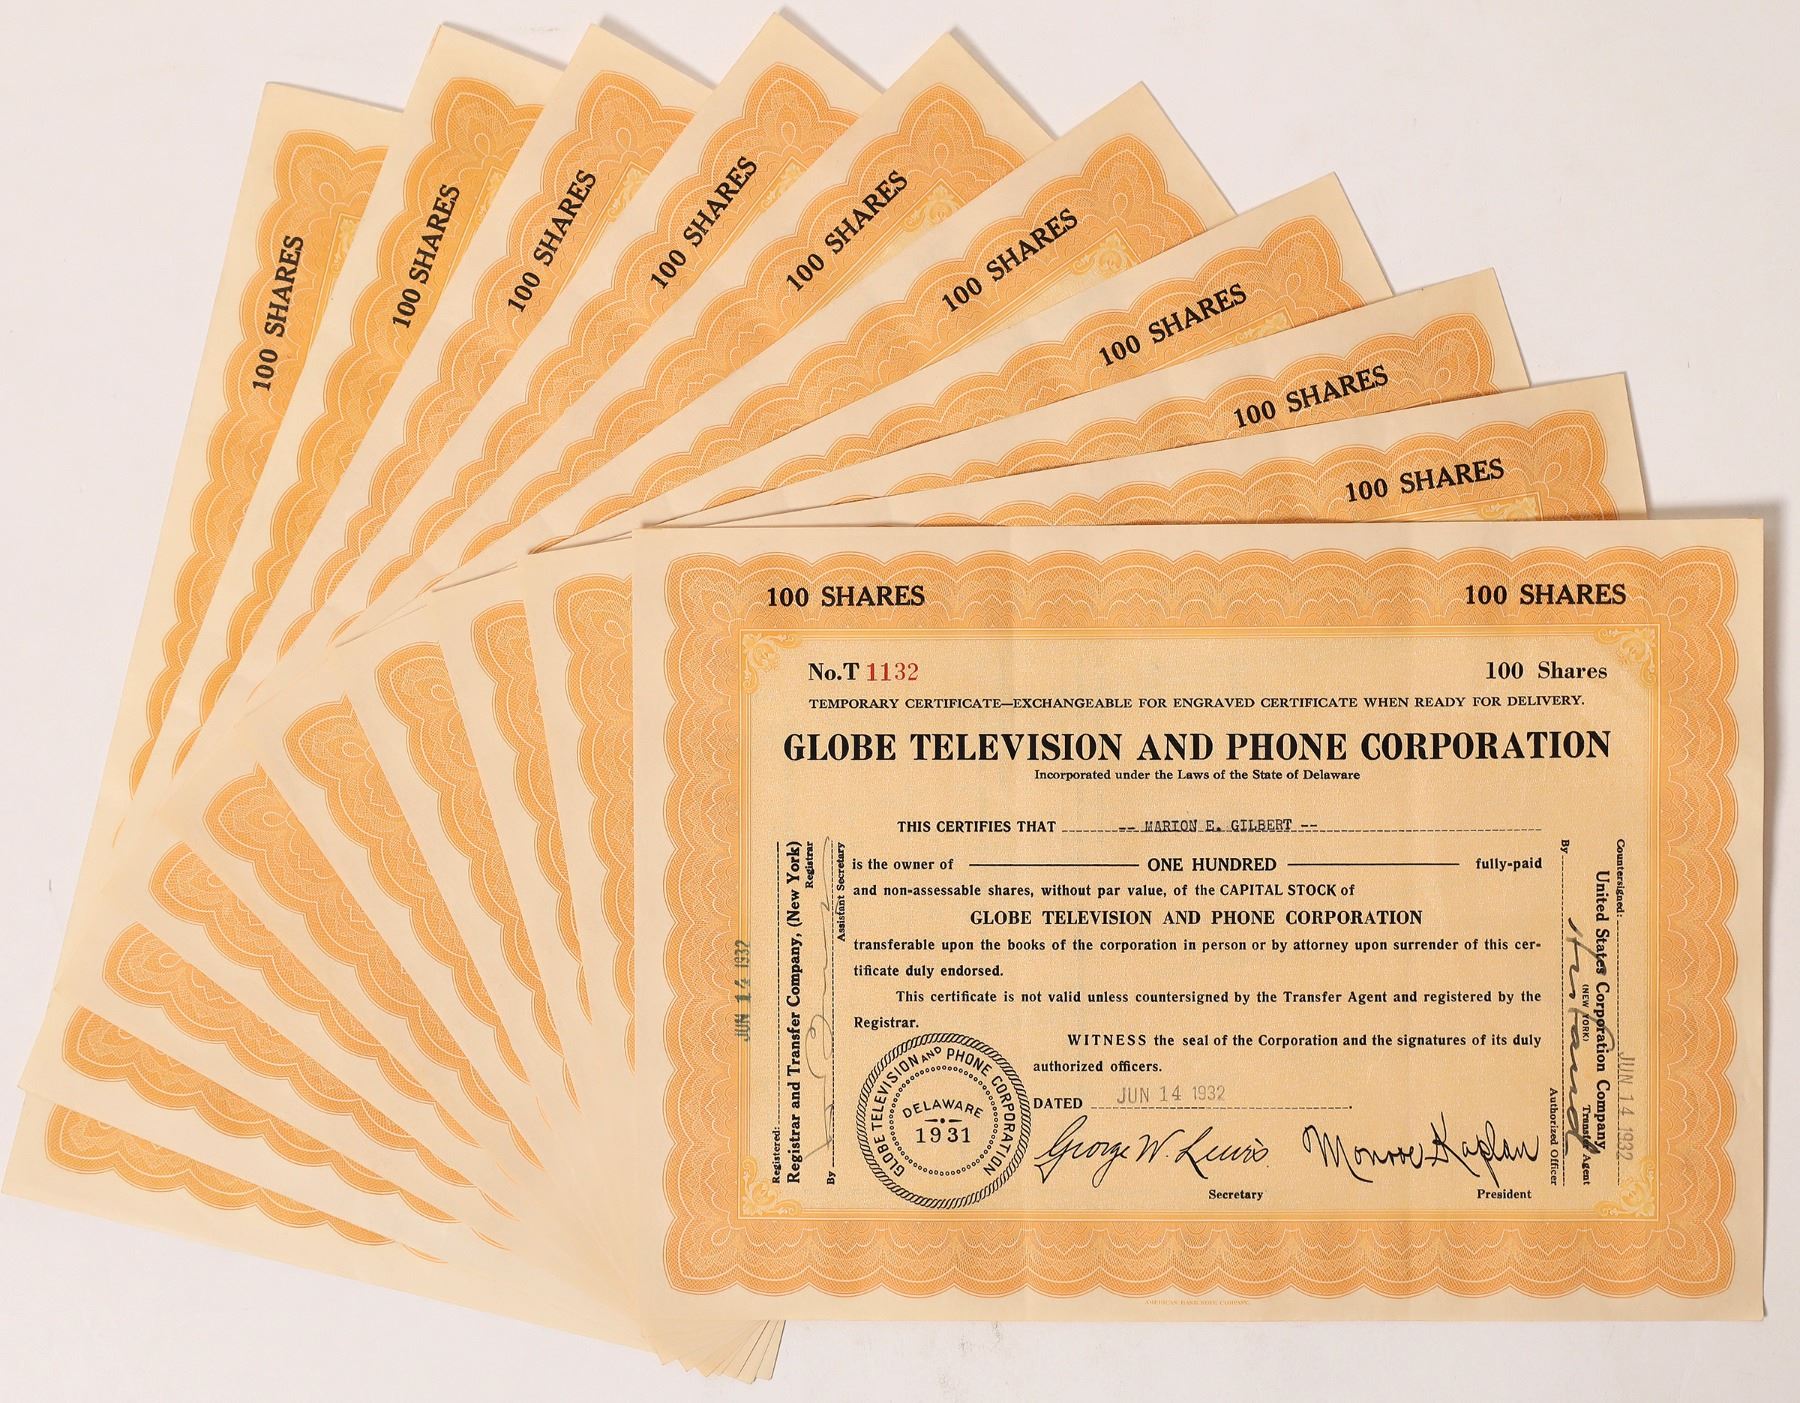 100 SHARES
100 SHARES
100 SHARES
100 SHARES
100 SHARES
100 SHARES
100 SHARES
100 SHARES
100 SHARES
100 SHARES 100 SHARES
No.T 1132 100 Shares
TEMPORARY CERTIFICATE—EXCHANGEABLE FOR ENGRAVED CERTIFICATE WHEN READY FOR DELIVERY.
GLOBE TELEVISION AND PHONE CORPORATION
Incorporated under the Laws of the State of Delaware
THIS CERTIFIES THAT -- MARION E. GILBERT --
is the owner of ONE HUNDRED fully-paid
and non-assessable shares, without par value, of the CAPITAL STOCK of
GLOBE TELEVISION AND PHONE CORPORATION
transferable upon the books of the corporation in person or by attorney upon surrender of this cer-
tificate duly endorsed.
This certificate is not valid unless countersigned by the Transfer Agent and registered by the
Registrar.
WITNESS the seal of the Corporation and the signatures of its duly
authorized officers.
DATED JUN 14 1932
George W. Lewis Monroe Kaplan
Secretary President
GLOBE TELEVISION AND PHONE CORPORATION
DELAWARE
1931
JUN 14 1932
Registered:
Registrar and Transfer Company, (New York)
Registrar
By
Assistant Secretary
Countersigned:
JUN 14 1932
United States Corporation Company,
(NEW YORK)
Transfer Agent
By
Authorized Officer
AMERICAN BANK NOTE COMPANY.